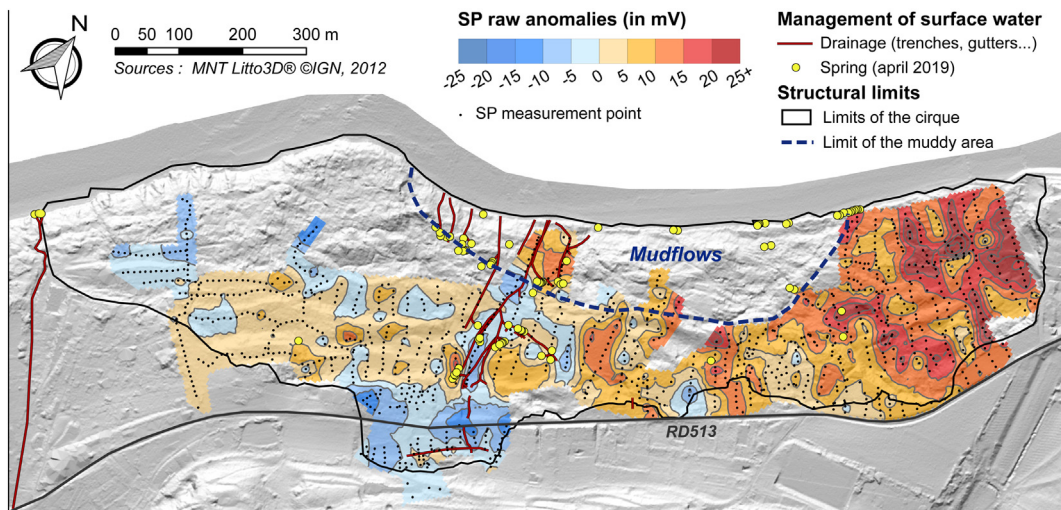 N
0 50 100 200 300 m
Sources : MNT Litto3D® ©IGN, 2012
SP raw anomalies (in mV)
-25 -20 -15 -10 -5 0 5 10 15 20 25+
SP measurement point
Management of surface water
Drainage (trenches, gutters...)
Spring (april 2019)
Structural limits
Limits of the cirque
Limit of the muddy area
Mudflows
RD513